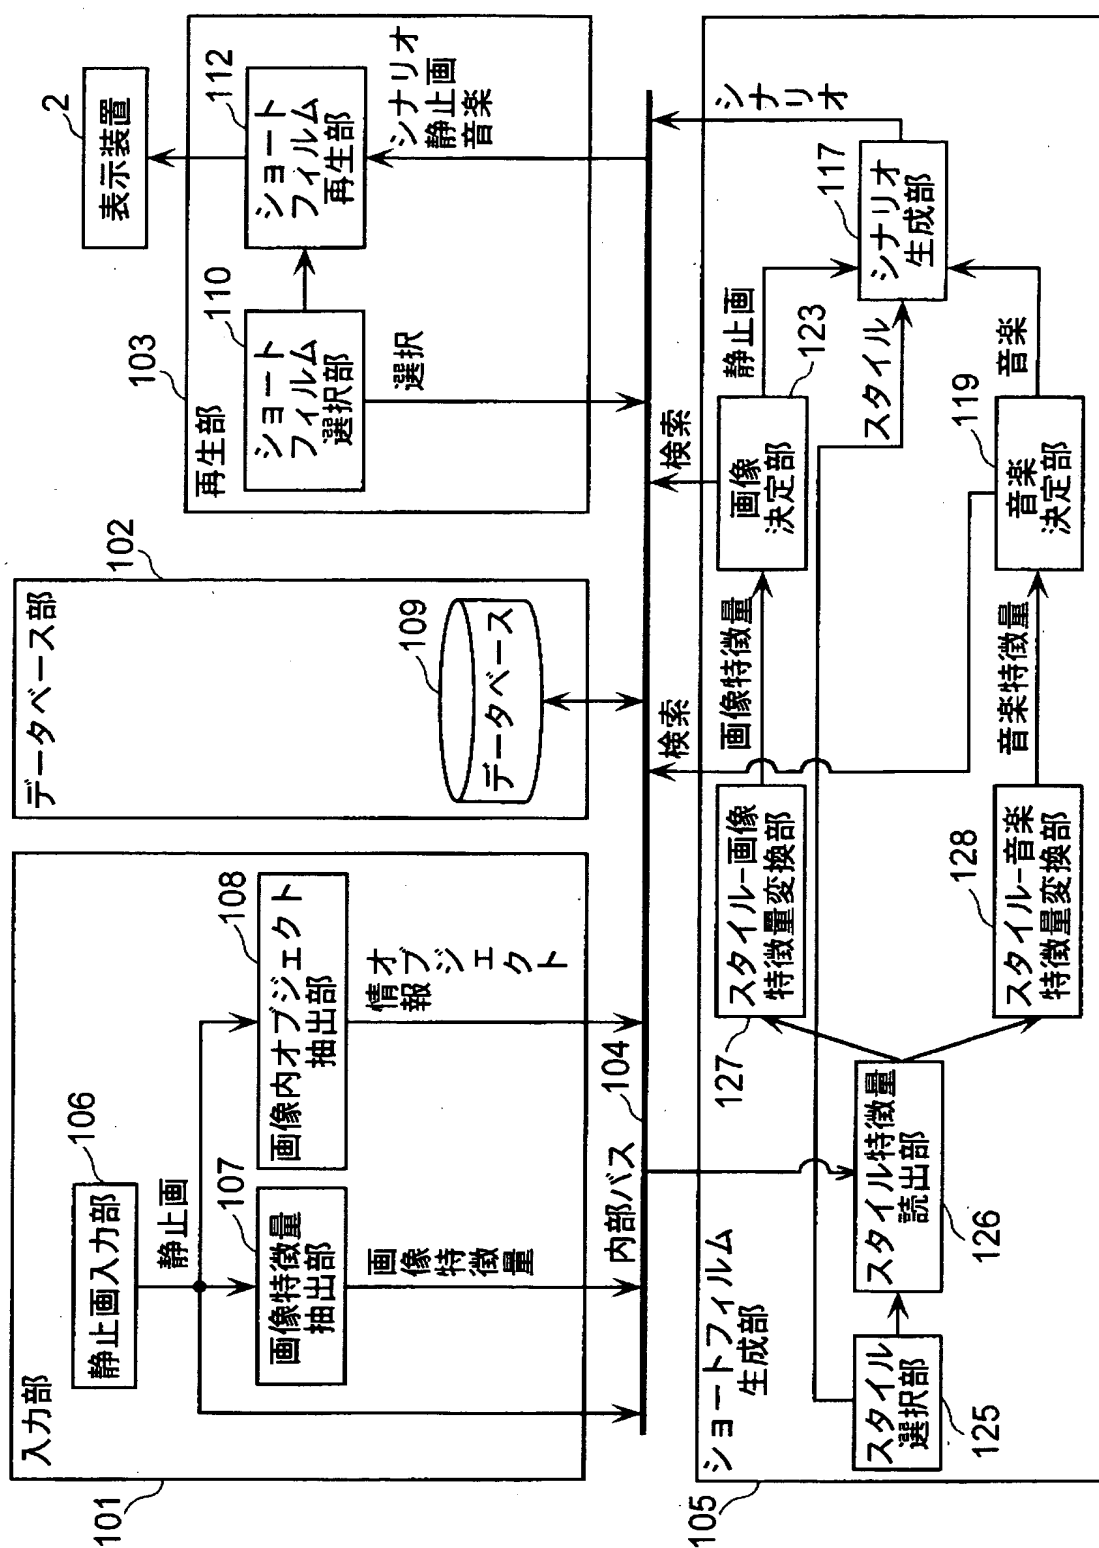 101
入力部
106
静止画入力部
静止画
107
画像特徴量
抽出部
画像特徴量
108
画像内オブジェクト
抽出部
オブジェクト
情報
102
データベース部
109
データベース
103
再生部
110
ショート
フィルム
選択部
選択
112
ショート
フィルム
再生部
シナリオ
静止画
音楽
2
表示装置
内部バス
104
検索
検索
シナリオ
105
ショートフィルム
生成部
125
スタイル
選択部
126
スタイル特徴量
読出部
127
スタイル-画像
特徴量変換部
画像特徴量
128
スタイル-音楽
特徴量変換部
音楽特徴量
123
画像
決定部
静止画
スタイル
119
音楽
決定部
音楽
117
シナリオ
生成部